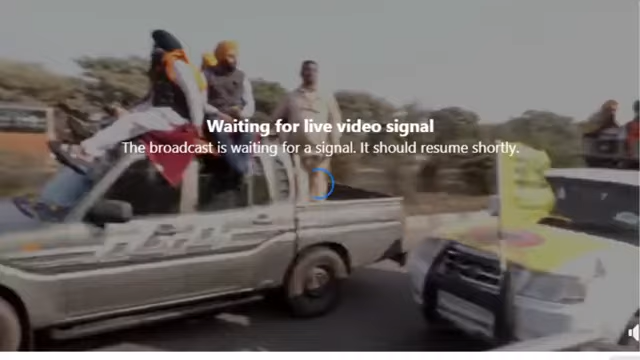 Waiting for live video signal
The broadcast is waiting for a signal. It should resume shortly.